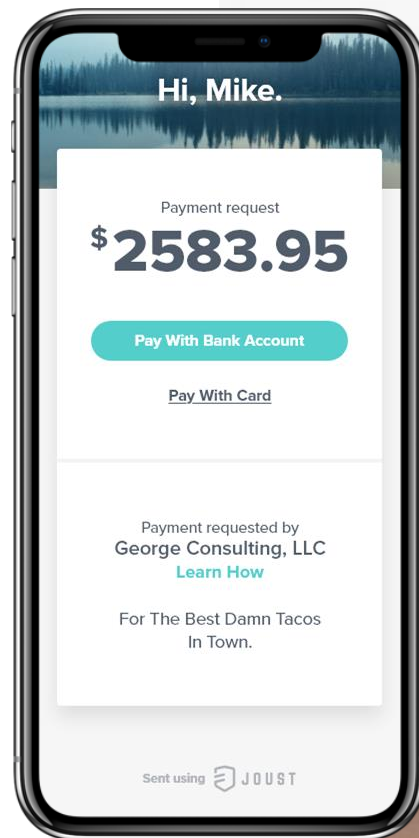 Hi, Mike.
Payment request
$2583.95
Pay With Bank Account
Pay With Card
Payment requested by
George Consulting, LLC
Learn How
For The Best Damn Tacos
In Town.
Sent using JOUST